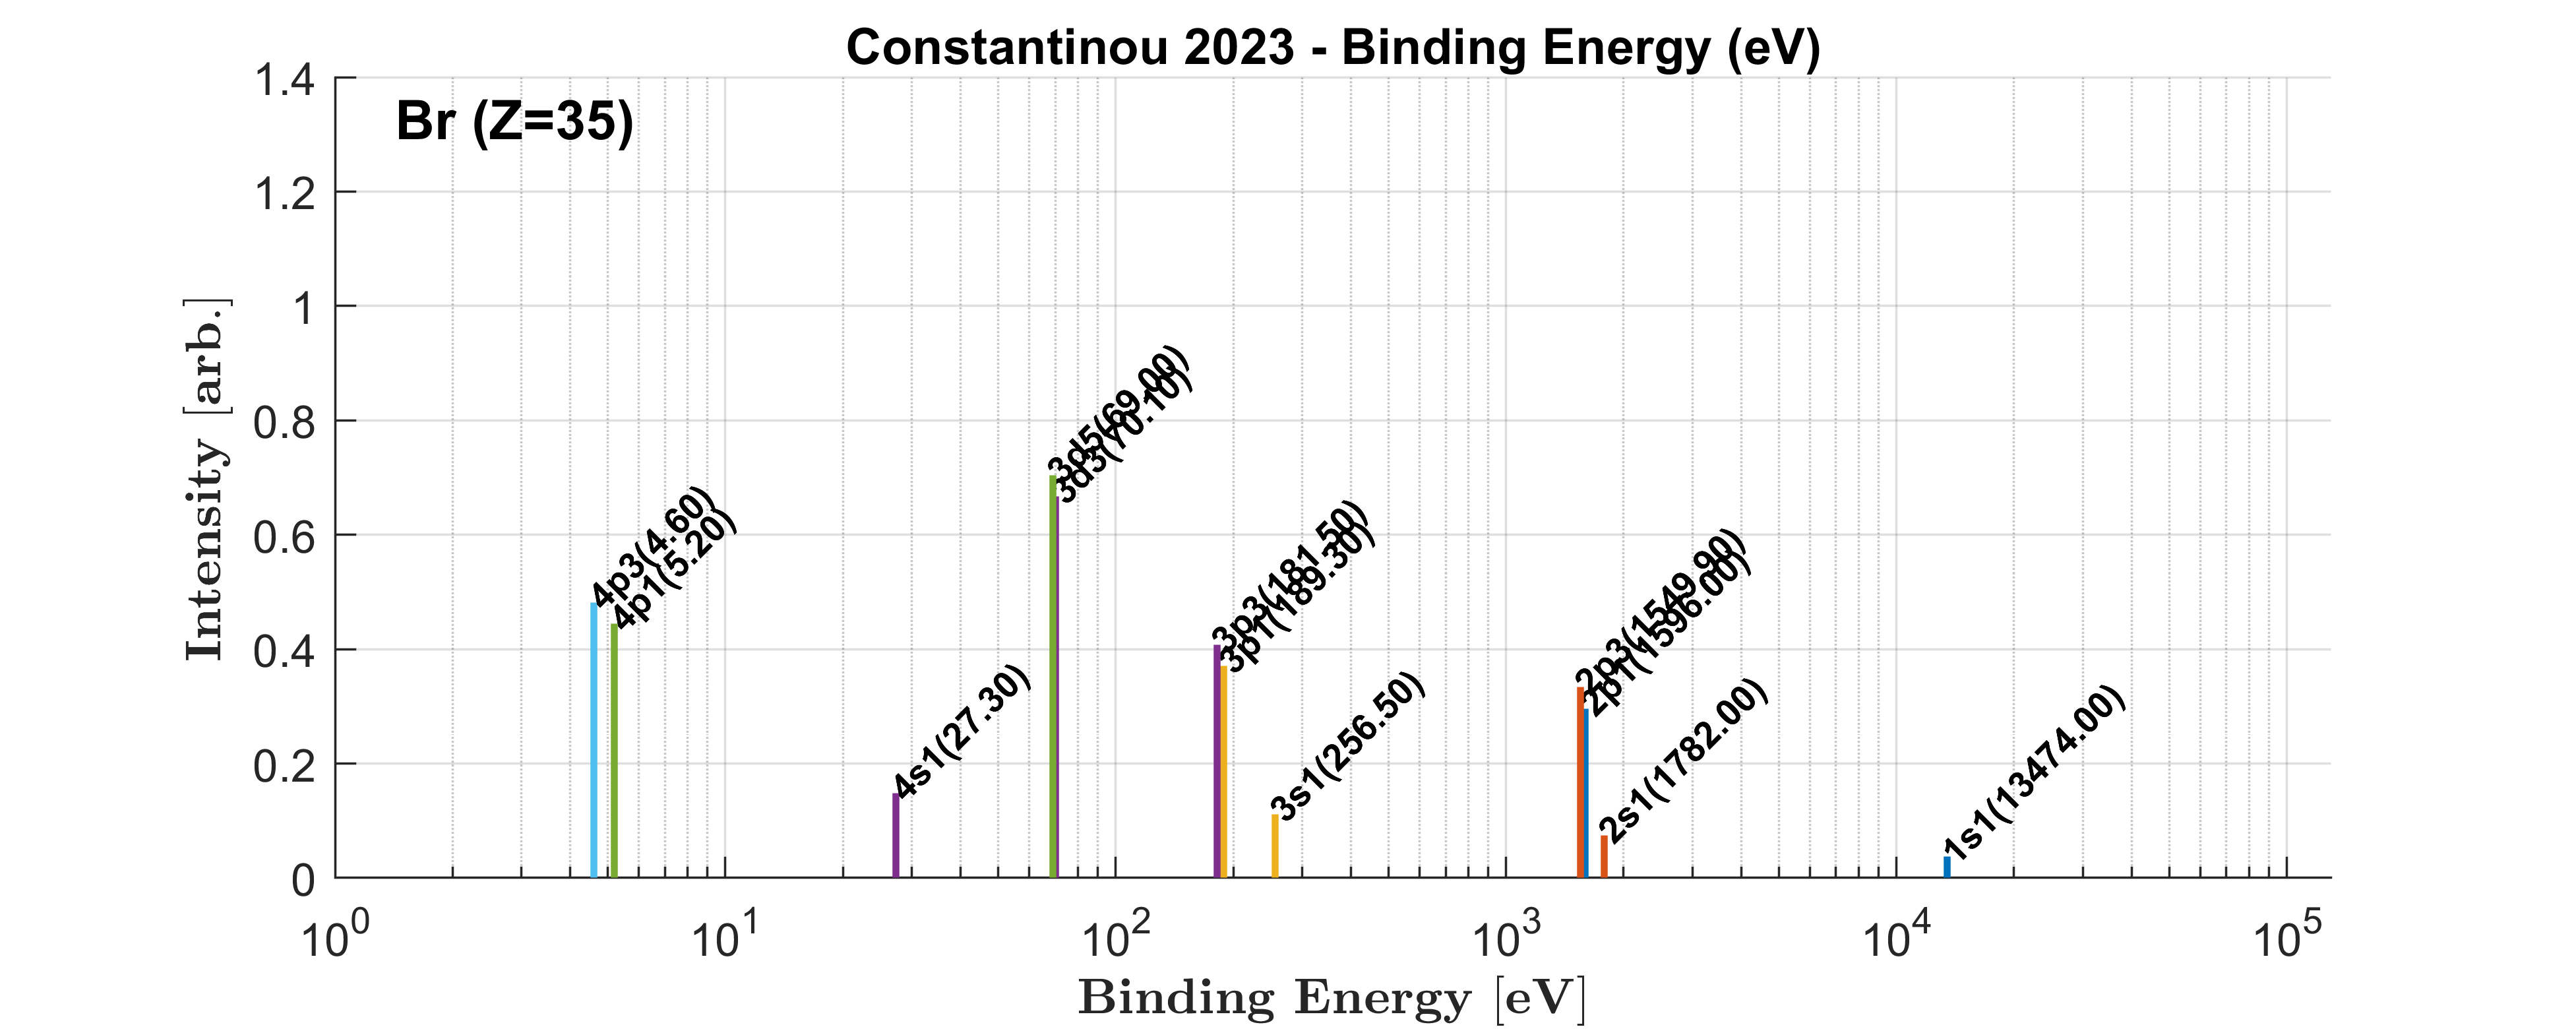 Constantinou 2023 - Binding Energy (eV)
Br (Z=35)
Intensity [arb.]
1.4
1.2
1
0.8
0.6
0.4
0.2
0
4p3(4.60)
4p1(5.20)
4s1(27.30)
3d5(69.00)
3d3(70.10)
3p3(181.50)
3p1(189.30)
3s1(256.50)
2p3(1549.90)
2p1(1596.00)
2s1(1782.00)
1s1(13474.00)
10^0
10^1
10^2
10^3
10^4
10^5
Binding Energy [eV]